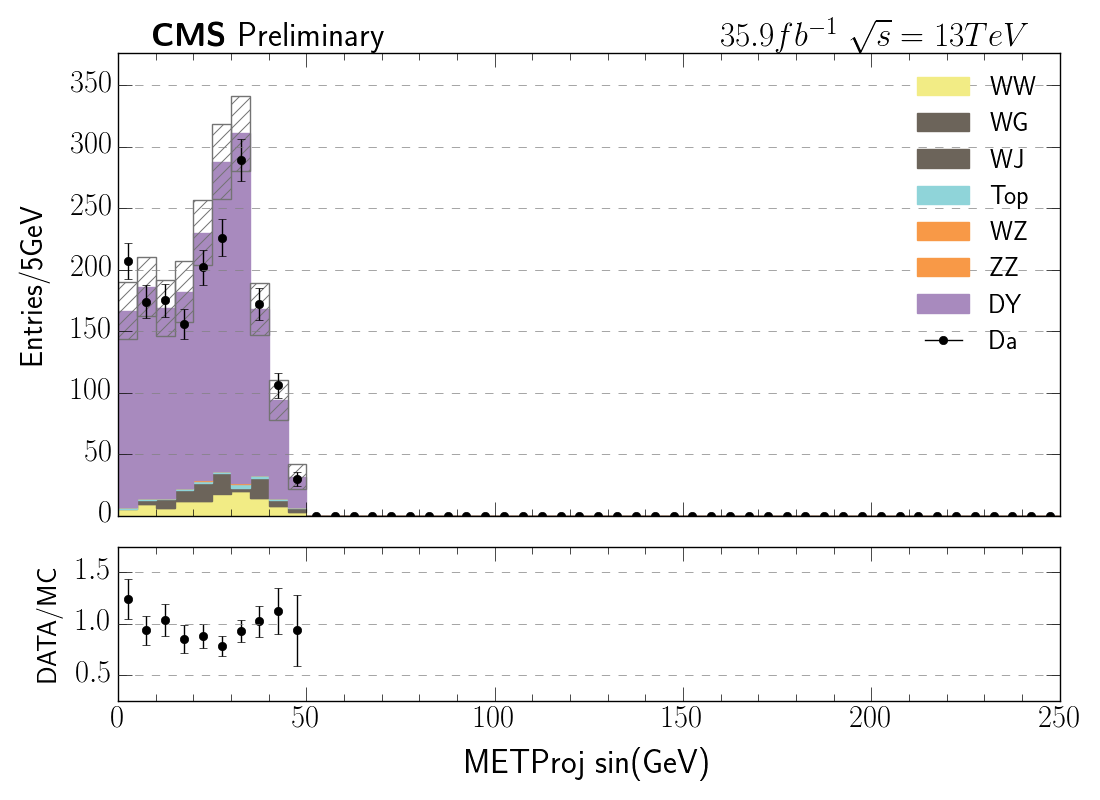 CMS Preliminary 35.9fb⁻¹ √s = 13TeV
350
300
250
200
150
100
50
0
Entries/5GeV
WW
WG
WJ
Top
WZ
ZZ
DY
Da
1.5
1.0
0.5
DATA/MC
0 50 100 150 200 250
METProj sin(GeV)